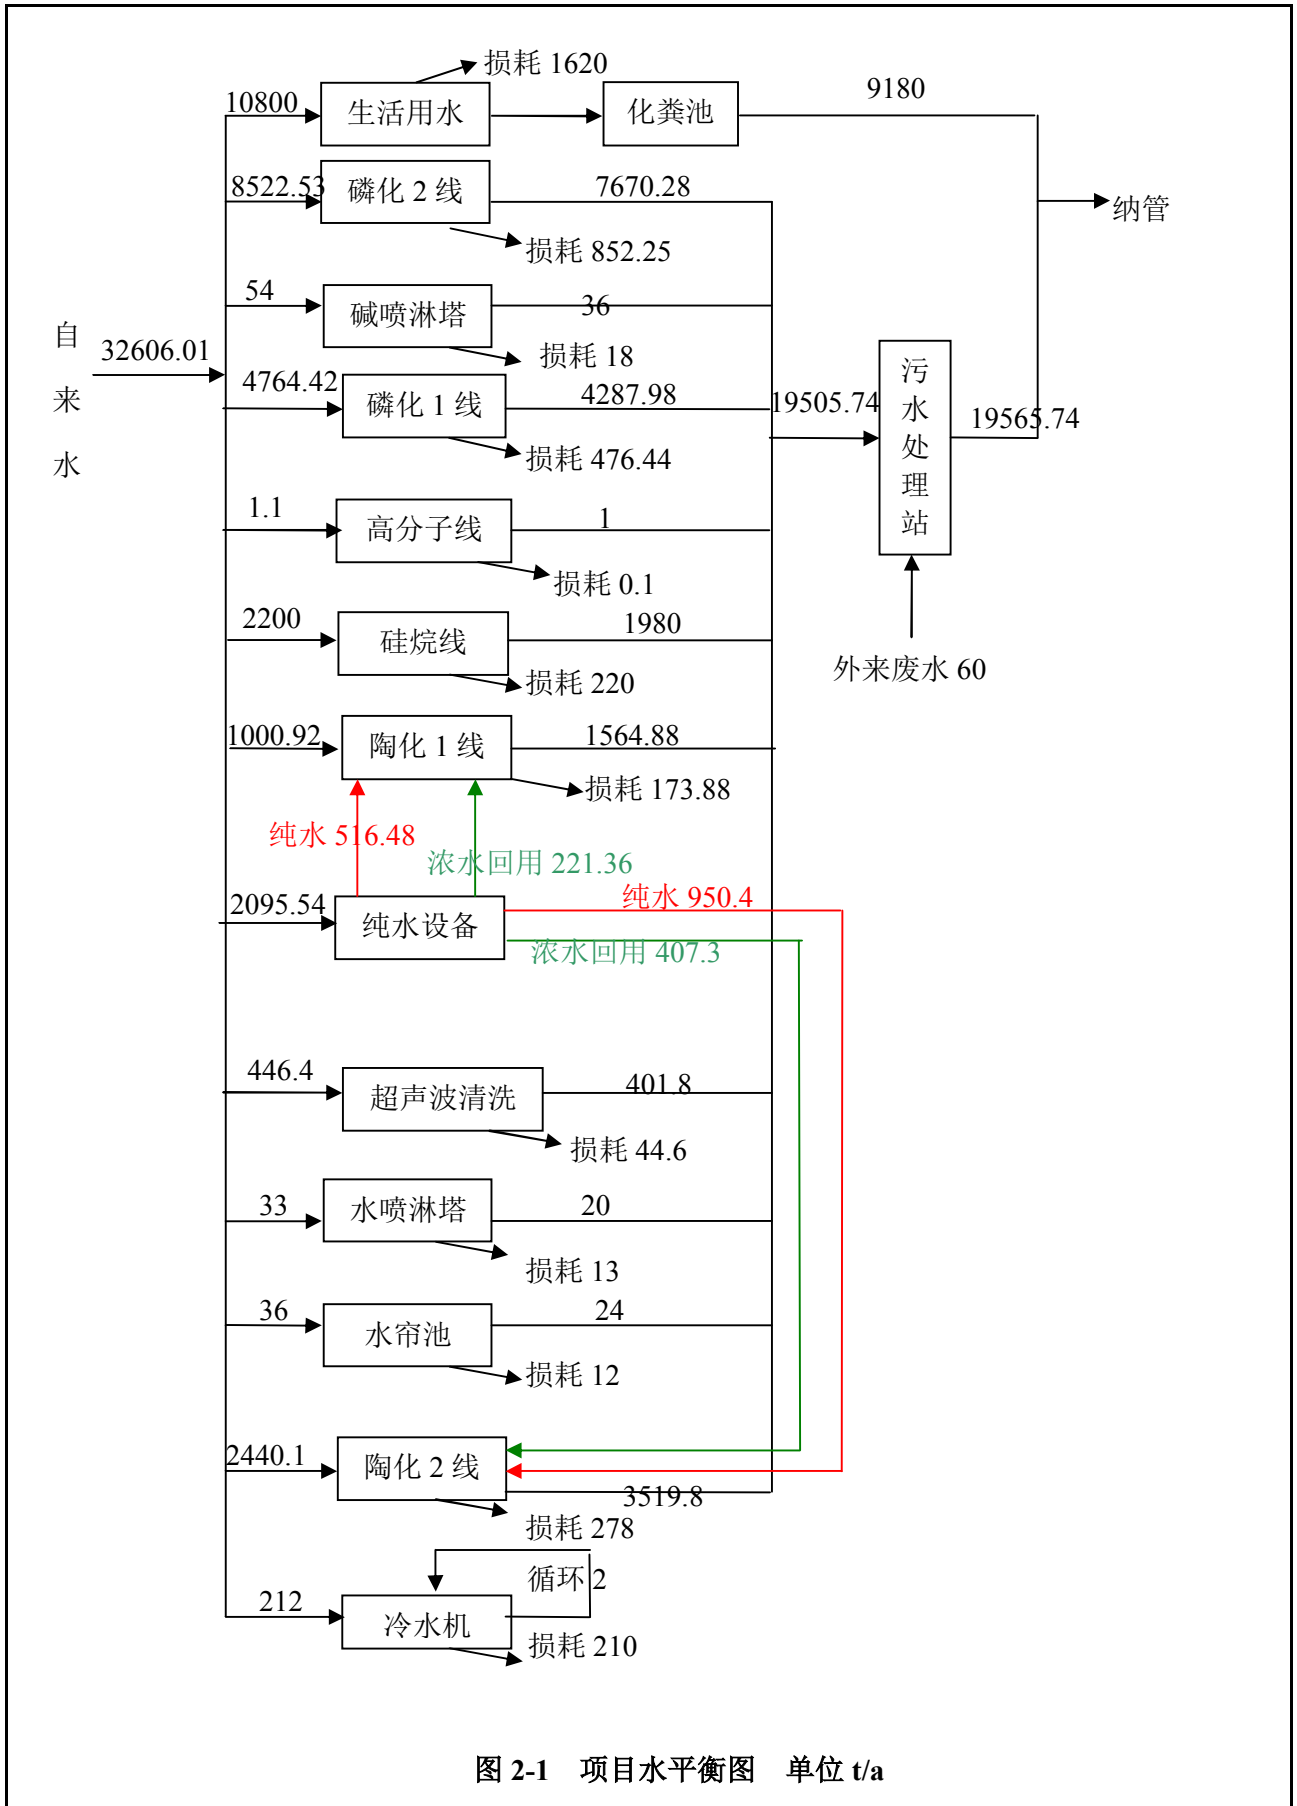 损耗 1620
10800
生活用水
化粪池
9180
8522.53
磷化 2 线
7670.28
纳管
损耗 852.25
54
碱喷淋塔
36
损耗 18
自来水
32606.01
4764.42
磷化 1 线
4287.98
损耗 476.44
19505.74
污水处理站
19565.74
1.1
高分子线
1
损耗 0.1
2200
硅烷线
1980
损耗 220
外来废水 60
1000.92
陶化 1 线
1564.88
损耗 173.88
纯水 516.48
浓水回用 221.36
2095.54
纯水设备
纯水 950.4
浓水回用 407.3
446.4
超声波清洗
401.8
损耗 44.6
33
水喷淋塔
20
损耗 13
36
水帘池
24
损耗 12
2440.1
陶化 2 线
3519.8
损耗 278
循环 2
212
冷水机
损耗 210
图 2-1 项目水平衡图 单位 t/a